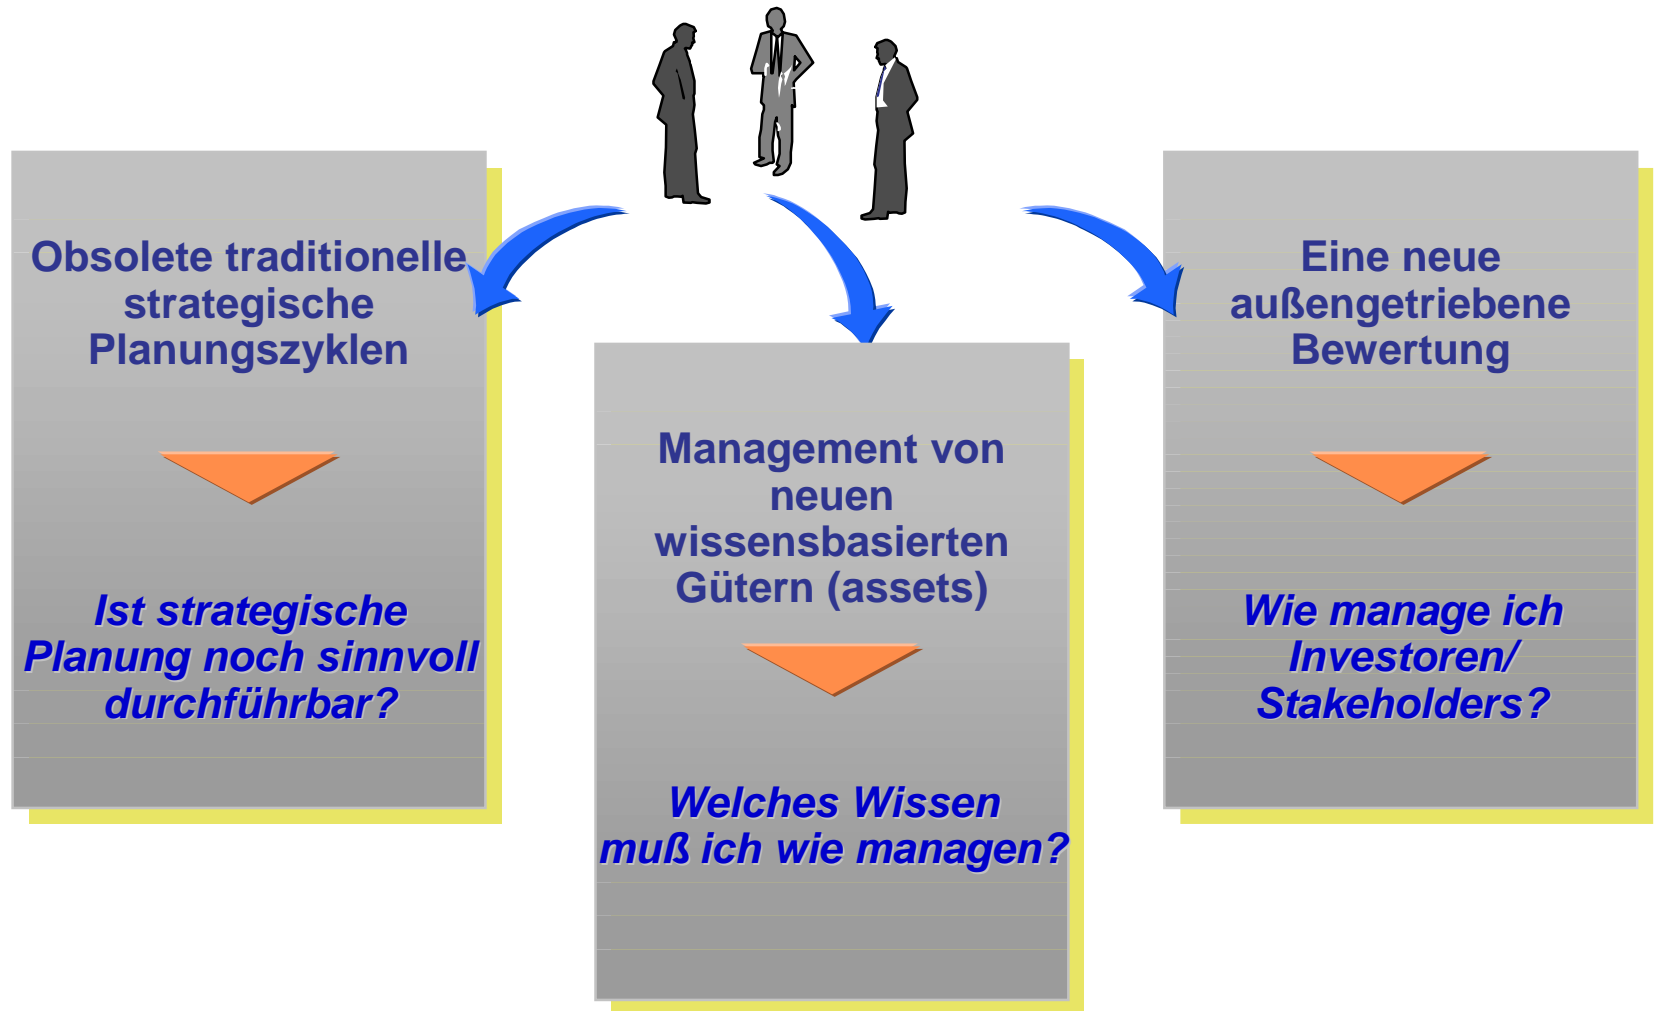 Obsolete traditionelle
strategische
Planungszyklen
Ist strategische
Planung noch sinnvoll
durchführbar?
Management von
neuen
wissensbasierten
Gütern (assets)
Welches Wissen
muß ich wie managen?
Eine neue
außengetriebene
Bewertung
Wie manage ich
Investoren/
Stakeholders?